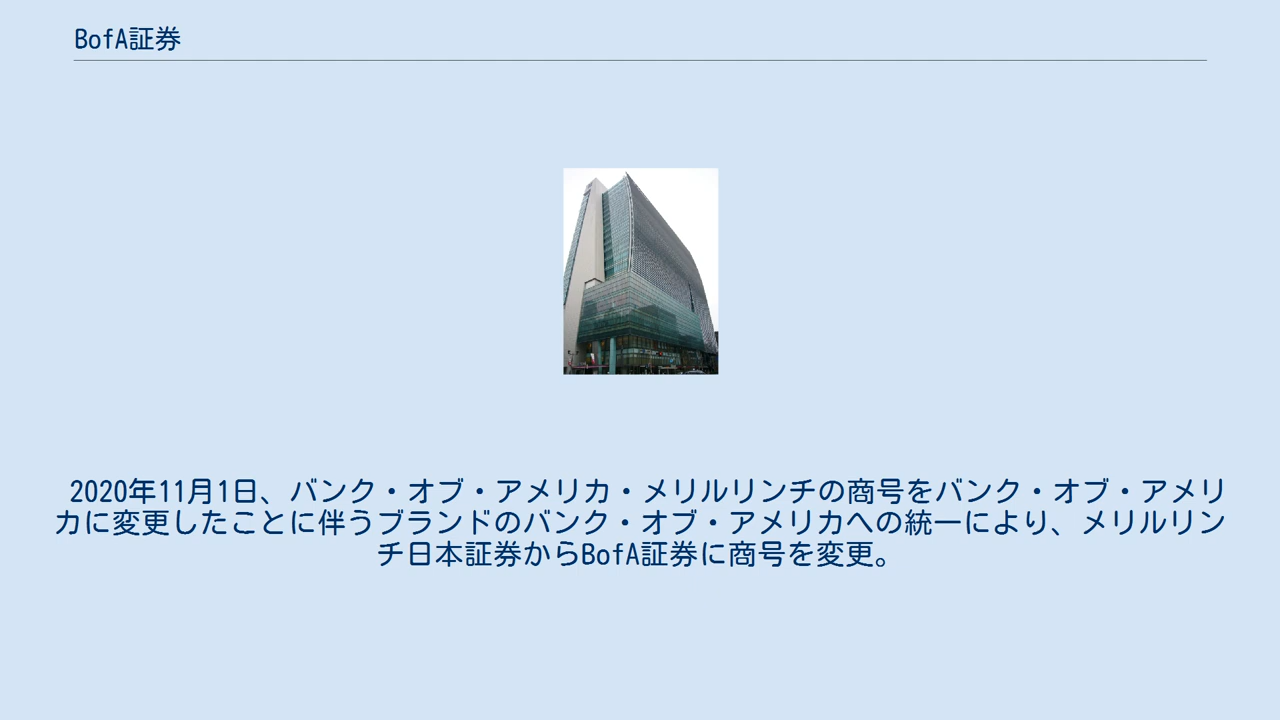 BofA証券
2020年11月1日、バンク・オブ・アメリカ・メリルリンチの商号をバンク・オブ・アメリ
カに変更したことに伴うブランドのバンク・オブ・アメリカへの統一により、メリルリン
チ日本証券からBofA証券に商号を変更。